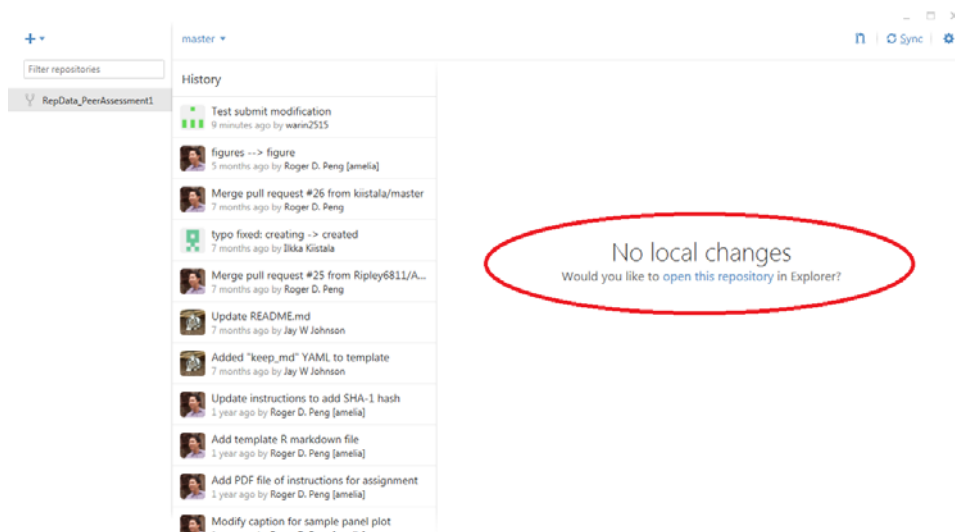 master
Sync
Filter repositories
RepData_PeerAssessment1
History
Test submit modification
9 minutes ago by warin2515
figures --> figure
5 months ago by Roger D. Peng [amelia]
Merge pull request #26 from kiistala/master
7 months ago by Roger D. Peng
typo fixed: creating -> created
7 months ago by Ilkka Kiistala
Merge pull request #25 from Ripley6811/A...
7 months ago by Roger D. Peng
Update README.md
7 months ago by Jay W Johnson
Added "keep_md" YAML to template
7 months ago by Jay W Johnson
Update instructions to add SHA-1 hash
1 year ago by Roger D. Peng [amelia]
Add template R markdown file
1 year ago by Roger D. Peng [amelia]
Add PDF file of instructions for assignment
1 year ago by Roger D. Peng [amelia]
Modify caption for sample panel plot
No local changes
Would you like to open this repository in Explorer?